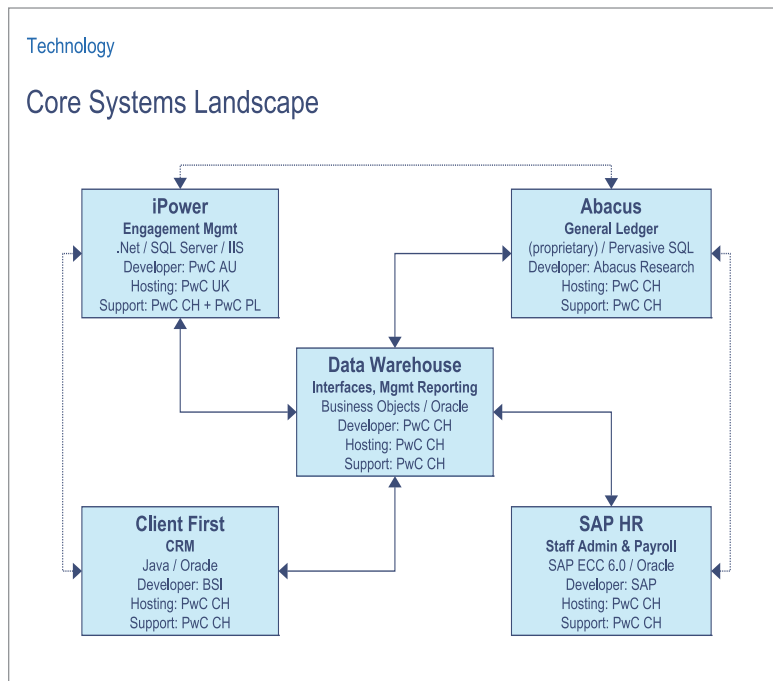 Technology
Core Systems Landscape
iPower
Engagement Mgmt
.Net / SQL Server / IIS
Developer: PwC AU
Hosting: PwC UK
Support: PwC CH + PwC PL
Abacus
General Ledger
(proprietary) / Pervasive SQL
Developer: Abacus Research
Hosting: PwC CH
Support: PwC CH
Data Warehouse
Interfaces, Mgmt Reporting
Business Objects / Oracle
Developer: PwC CH
Hosting: PwC CH
Support: PwC CH
Client First
CRM
Java / Oracle
Developer: BSI
Hosting: PwC CH
Support: PwC CH
SAP HR
Staff Admin & Payroll
SAP ECC 6.0 / Oracle
Developer: SAP
Hosting: PwC CH
Support: PwC CH